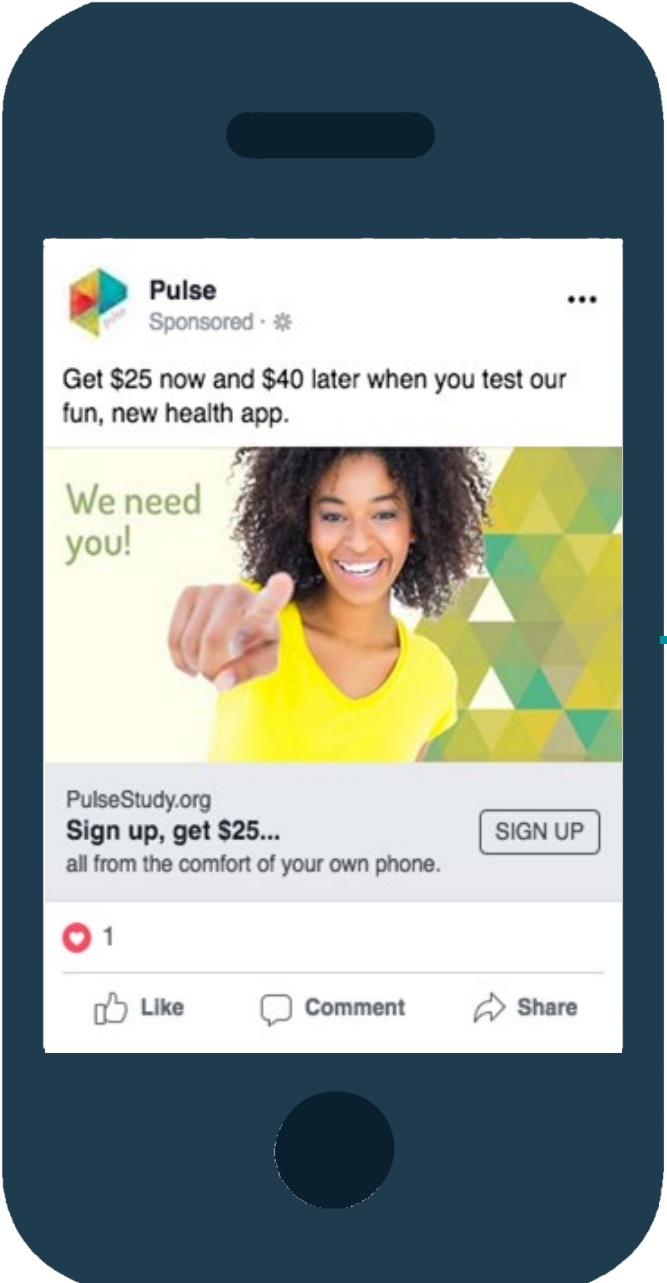 Pulse
Sponsored ·
Get $25 now and $40 later when you test our
fun, new health app.
We need
you!
PulseStudy.org
Sign up, get $25...
SIGN UP
all from the comfort of your own phone.
1
Like Comment Share